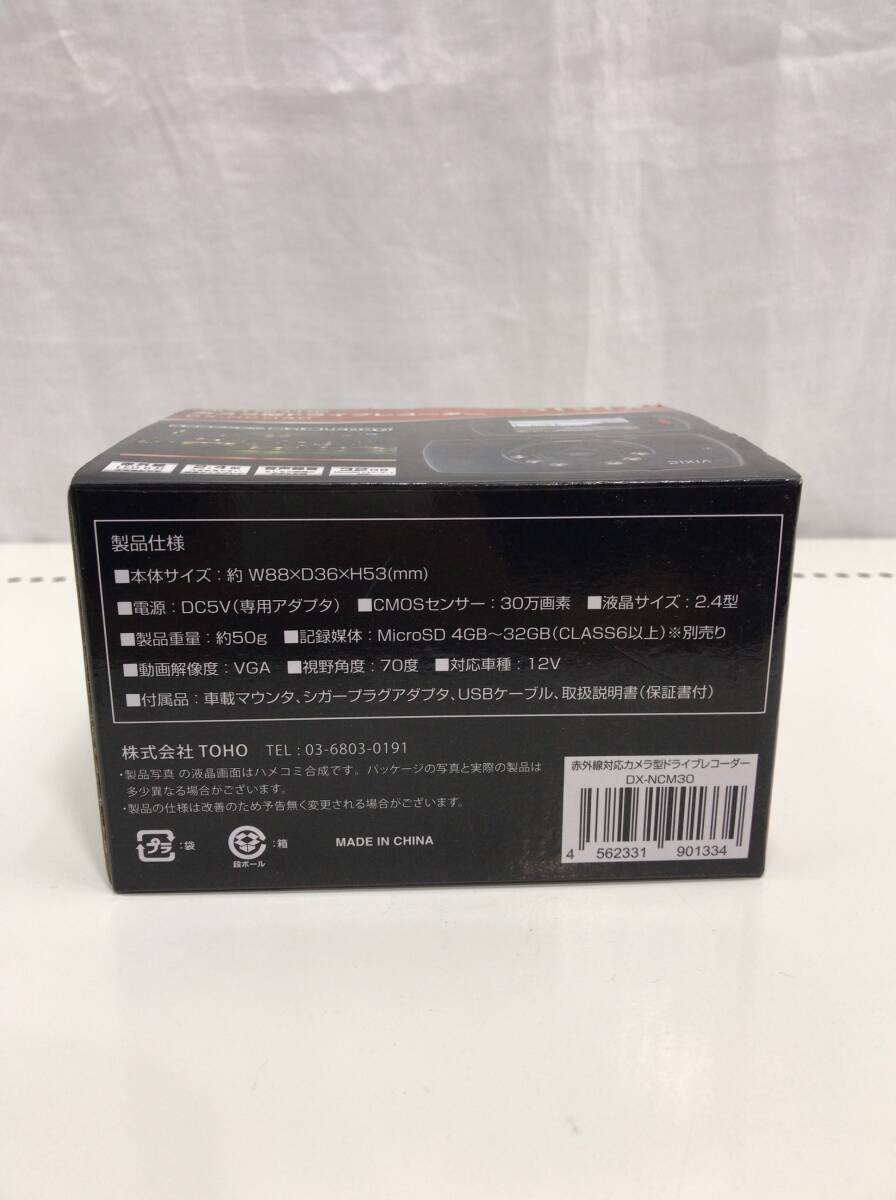 2.4型
32GB
VIXIC
製品仕様
■本体サイズ：約 W88×D36×H53(mm)
■電源：DC5V(専用アダプタ) ■CMOSセンサー：30万画素 ■液晶サイズ：2.4型
■製品重量：約50g ■記録媒体：MicroSD 4GB～32GB(CLASS6以上)※別売り
■動画解像度：VGA ■視野角度：70度 ■対応車種：12V
■付属品：車載マウンタ、シガープラグアダプタ、USBケーブル、取扱説明書(保証書付)
株式会社 TOHO TEL : 03-6803-0191
・製品写真 の液晶画面はハメコミ合成です。パッケージの写真と実際の製品は
多少異なる場合がございます。
・製品の仕様は改善のため予告無く変更される場合がございます。
プラ :袋 段ボール :箱 MADE IN CHINA
赤外線対応カメラ型ドライブレコーダー
DX-NCM30
4 562331 901334